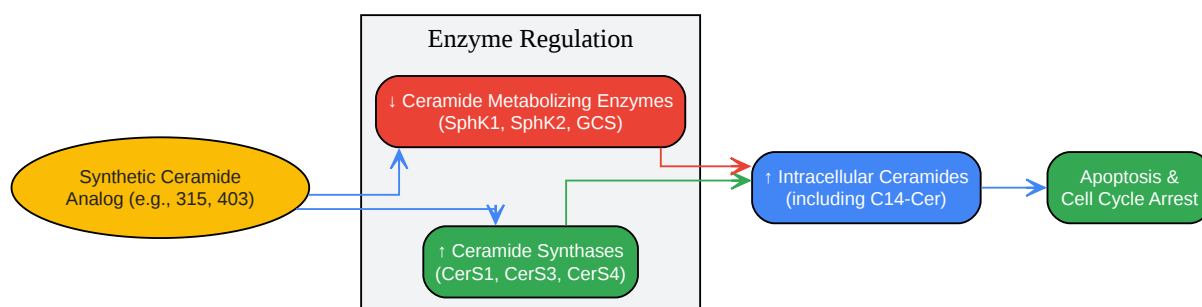 Enzyme Regulation
↓ Ceramide Metabolizing Enzymes
(SphK1, SphK2, GCS)
Synthetic Ceramide
Analog (e.g., 315, 403)
↑ Ceramide Synthases
(CerS1, CerS3, CerS4)
↑ Intracellular Ceramides
(including C14-Cer)
Apoptosis &
Cell Cycle Arrest